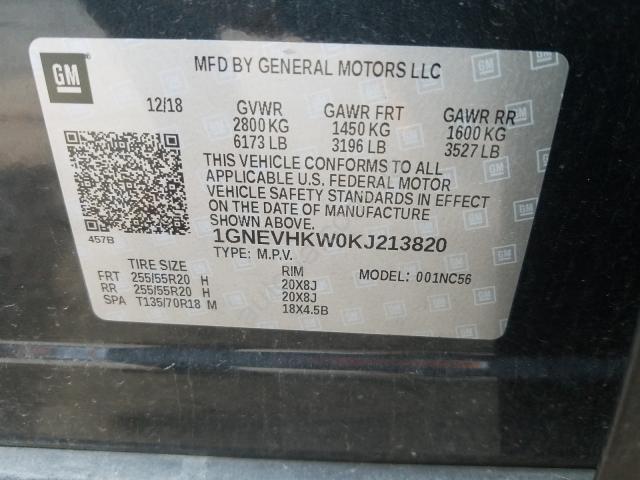 GM
MFD BY GENERAL MOTORS LLC
12/18 GVWR GAWR FRT GAWR RR
2800 KG 1450 KG 1600 KG
6173 LB 3196 LB 3527 LB
THIS VEHICLE CONFORMS TO ALL
APPLICABLE U.S. FEDERAL MOTOR
VEHICLE SAFETY STANDARDS IN EFFECT
ON THE DATE OF MANUFACTURE
SHOWN ABOVE.
457B
1GNEVHKW0KJ213820
TYPE: M.P.V. MODEL: 001NC56
TIRE SIZE RIM
FRT 255/55R20 H 20X8J
RR 255/55R20 H 20X8J
SPA T135/70R18 M 18X4.5B